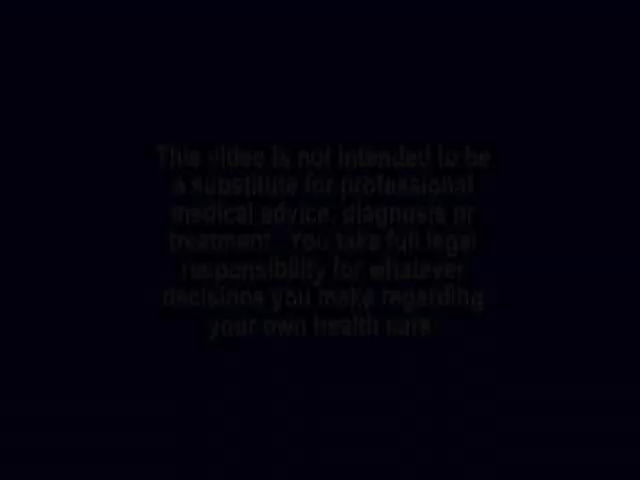 This video is not intended to be
a substitute for professional
medical advice, diagnosis or
treatment. You take full legal
responsibility for whatever
decisions you make regarding
your own health care.